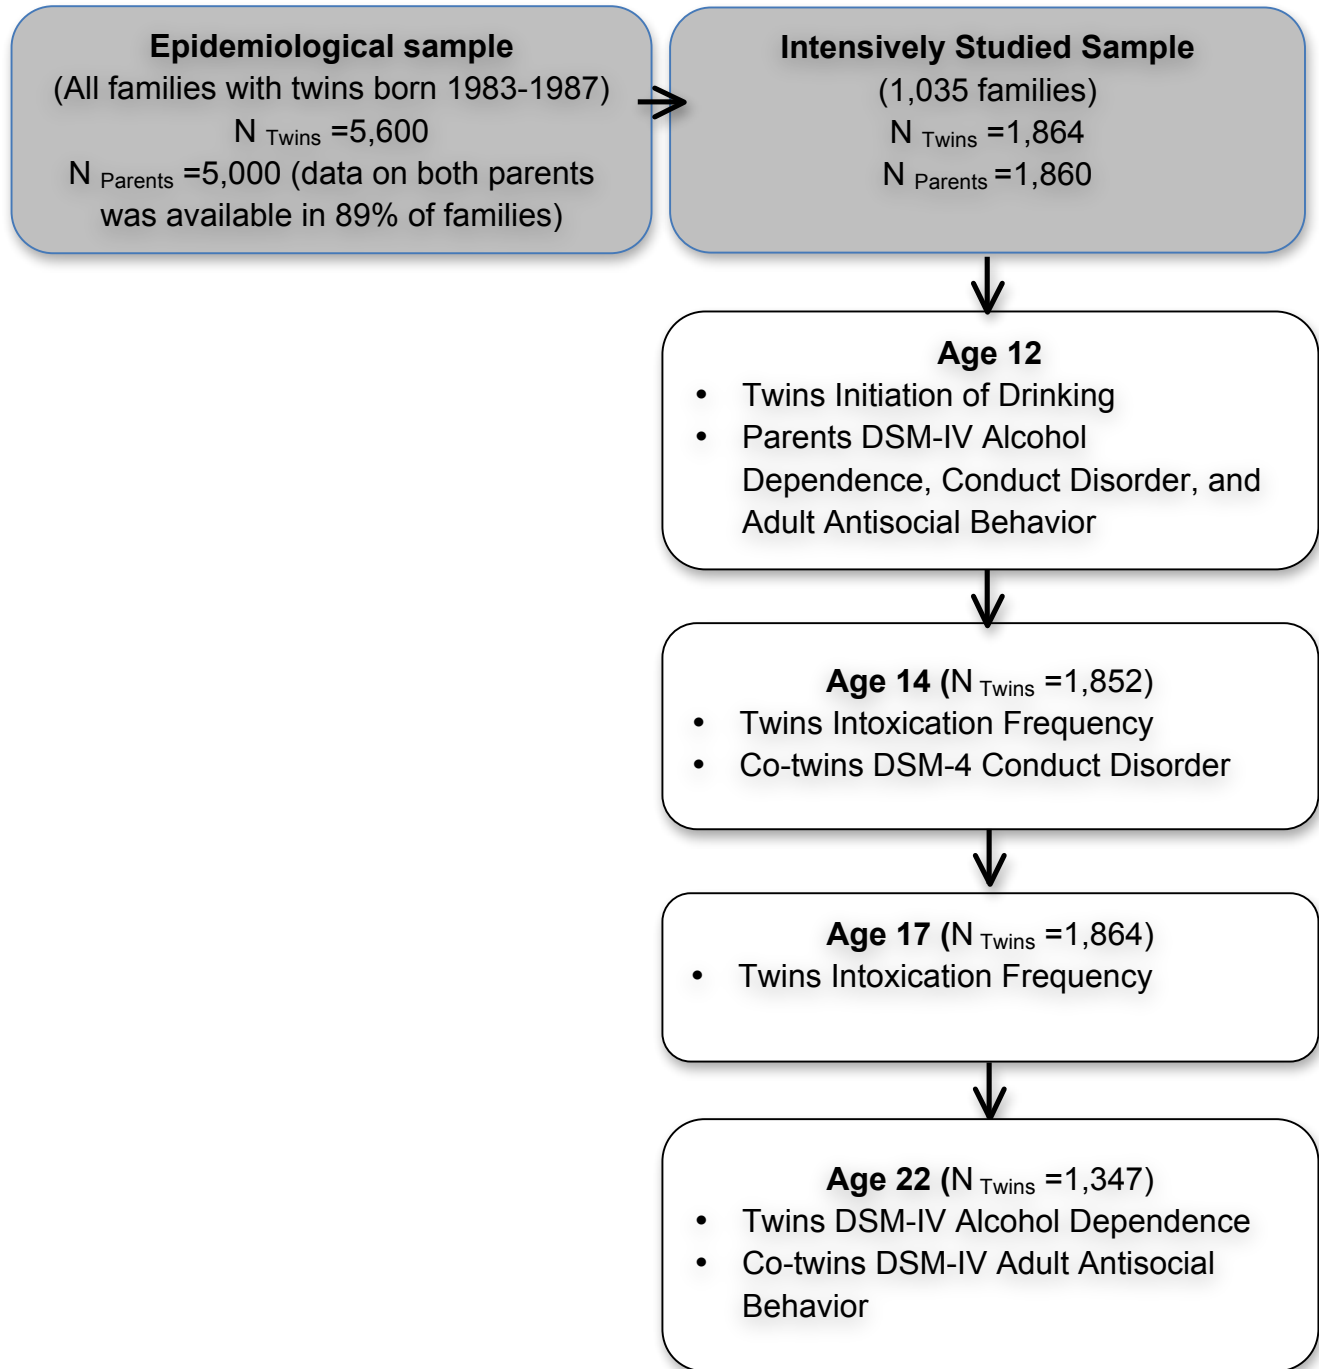 Epidemiological sample
(All families with twins born 1983-1987)
N Twins =5,600
N Parents =5,000 (data on both parents
was available in 89% of families)
Intensively Studied Sample
(1,035 families)
N Twins =1,864
N Parents =1,860
Age 12
• Twins Initiation of Drinking
• Parents DSM-IV Alcohol
Dependence, Conduct Disorder, and
Adult Antisocial Behavior
Age 14 (N Twins =1,852)
• Twins Intoxication Frequency
• Co-twins DSM-4 Conduct Disorder
Age 17 (N Twins =1,864)
• Twins Intoxication Frequency
Age 22 (N Twins =1,347)
• Twins DSM-IV Alcohol Dependence
• Co-twins DSM-IV Adult Antisocial
Behavior